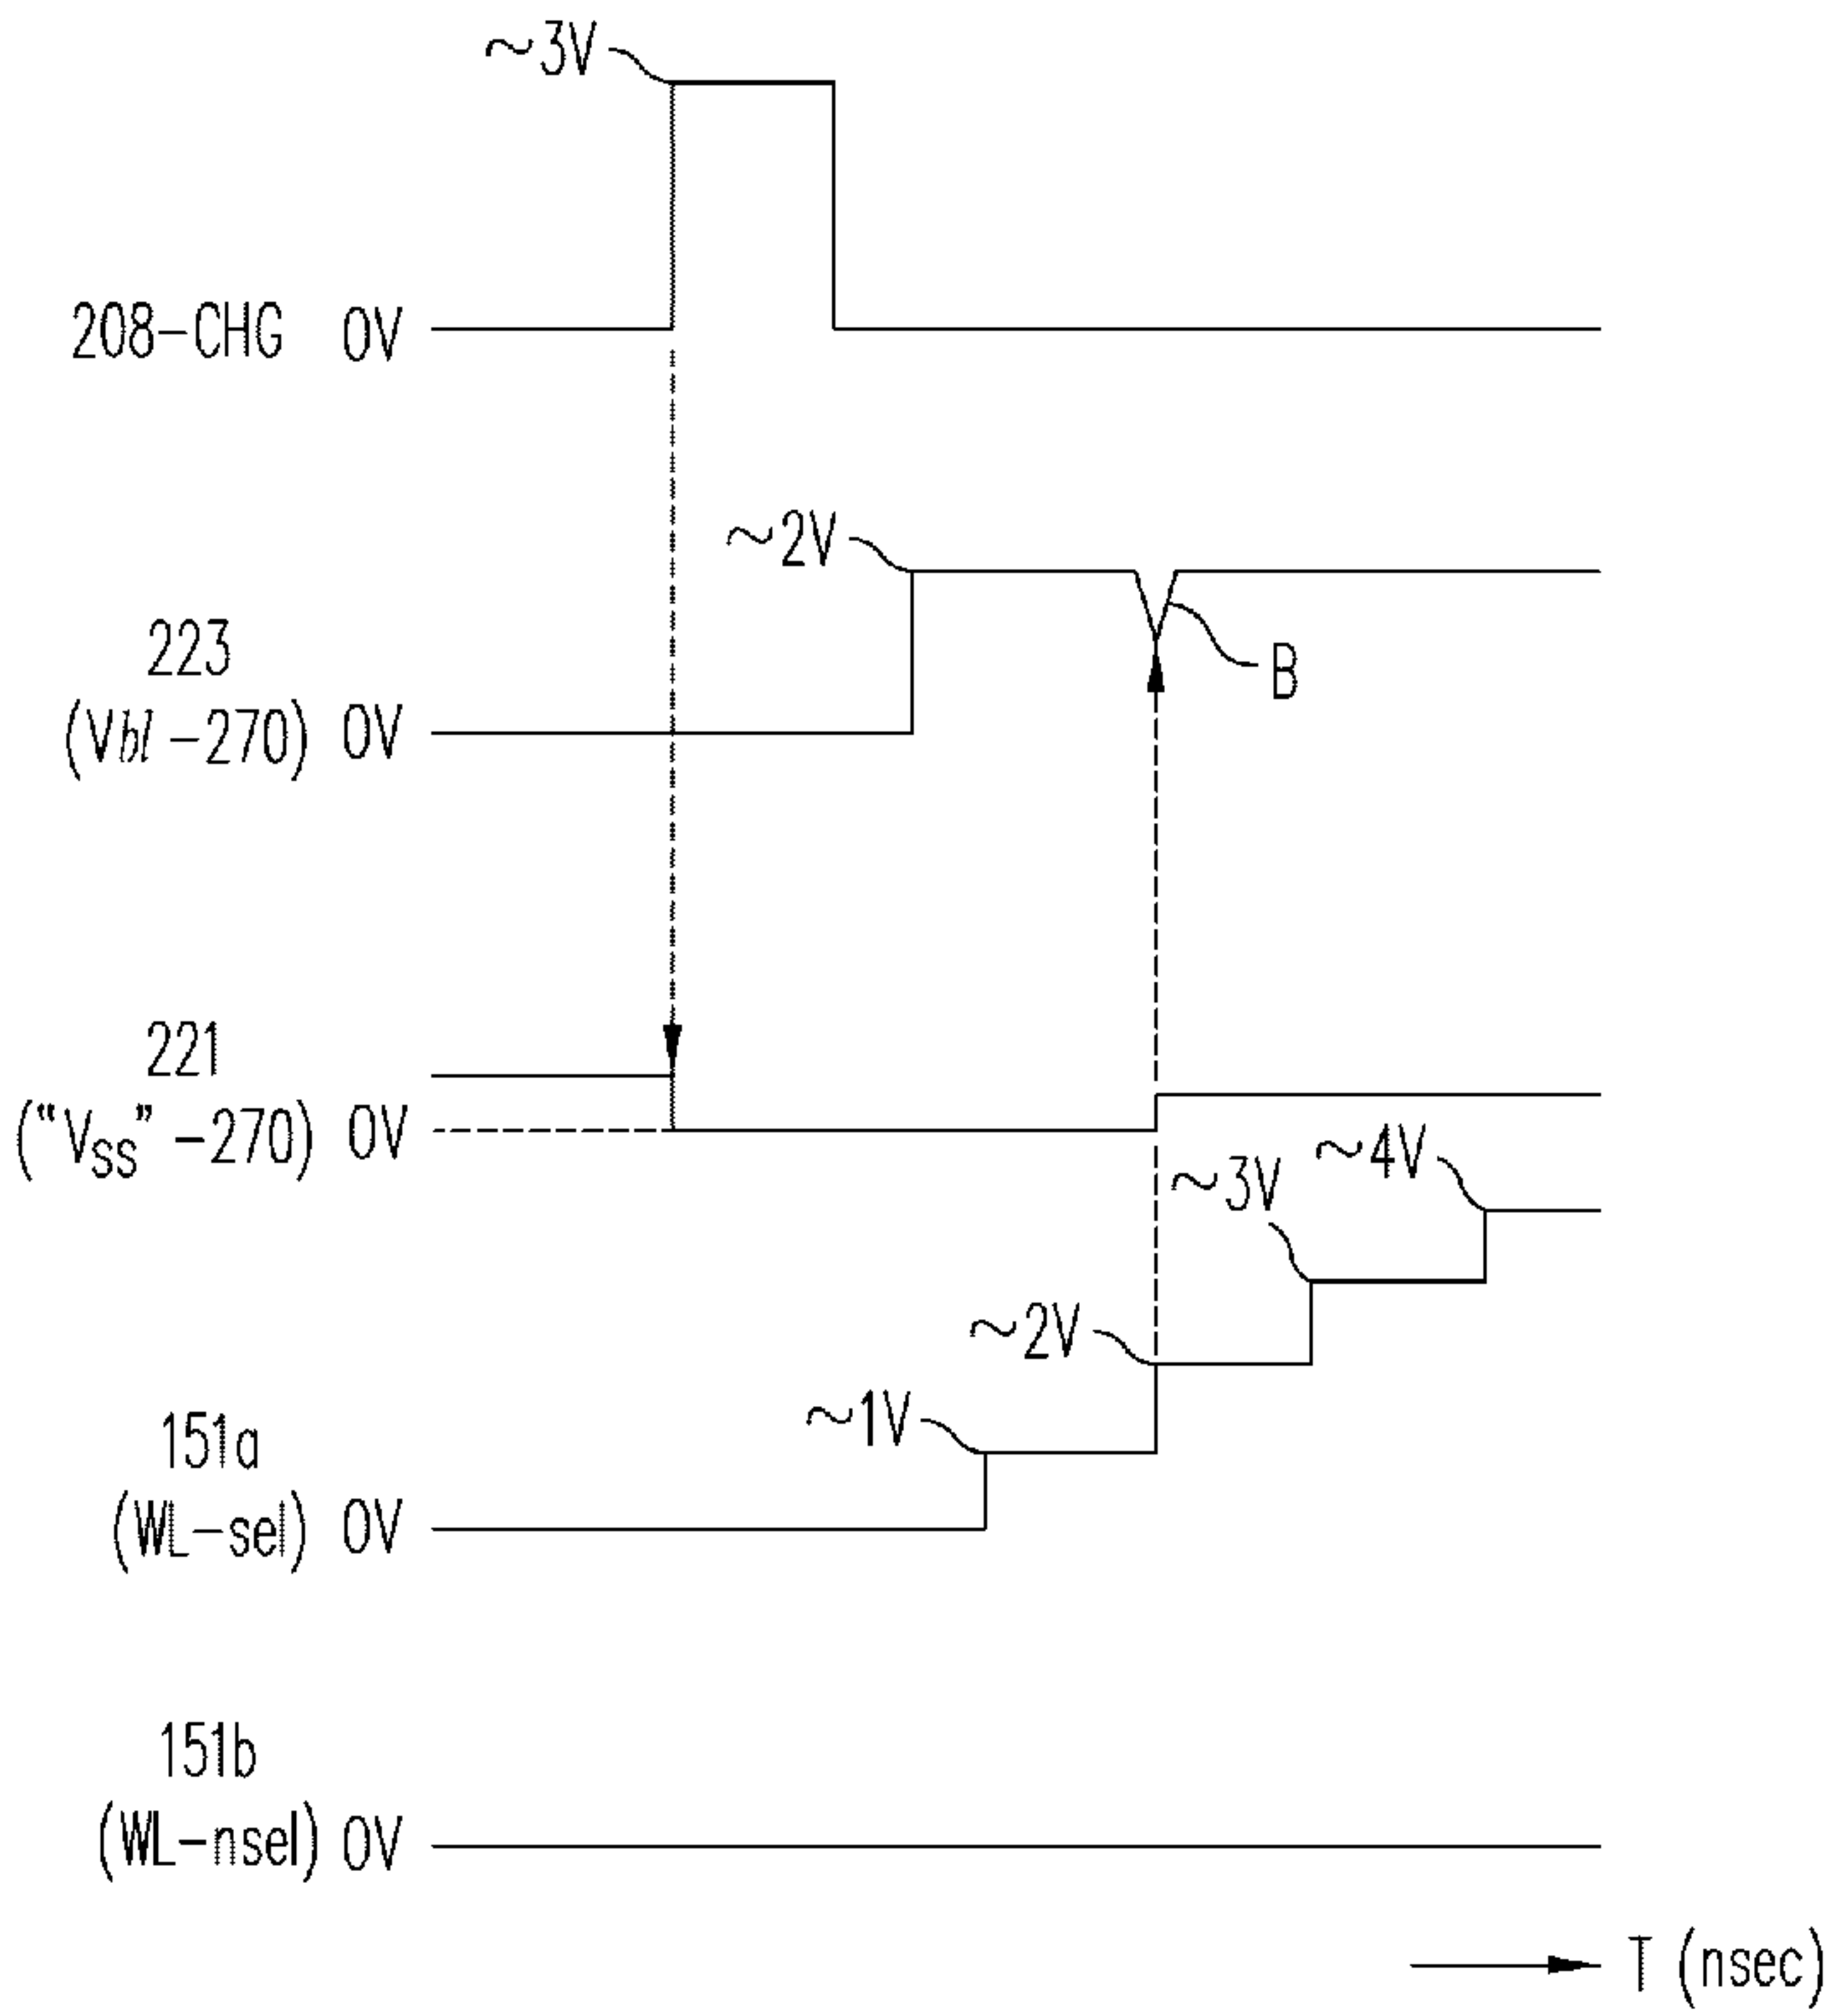 ~3V
208-CHG 0V
~2V
223
(Vbl-270) 0V
B
221
("VSS"-270) 0V
~4V
~3V
~2V
~1V
151a
(WL-sel) 0V
151b
(WL-nsel) 0V
T (nsec)